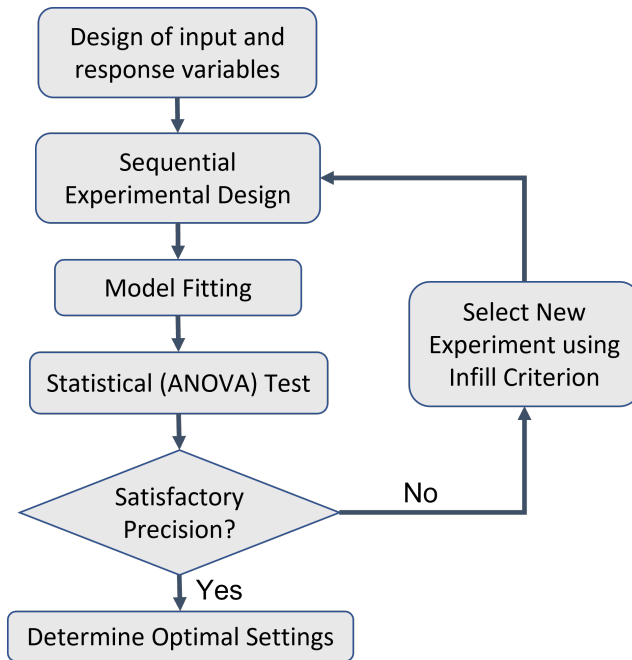 Design of input and
response variables
Sequential
Experimental Design
Model Fitting
Select New
Experiment using
Infill Criterion
Statistical (ANOVA) Test
Satisfactory
Precision?
No
Yes
Determine Optimal Settings